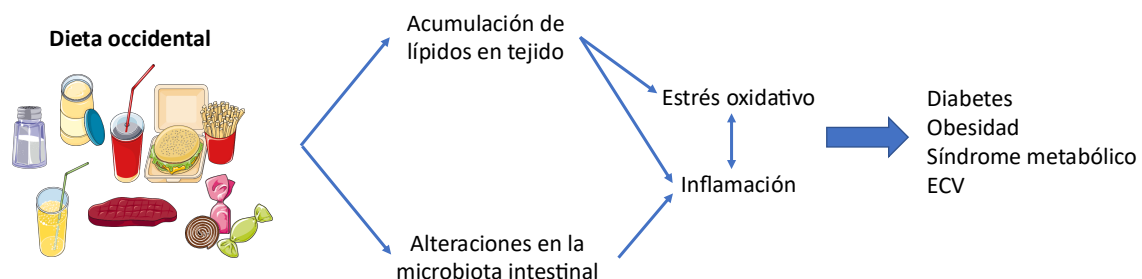 Dieta occidental
Acumulación de
lípidos en tejido
Alteraciones en la
microbiota intestinal
Estrés oxidativo
Inflamación
Diabetes
Obesidad
Síndrome metabólico
ECV